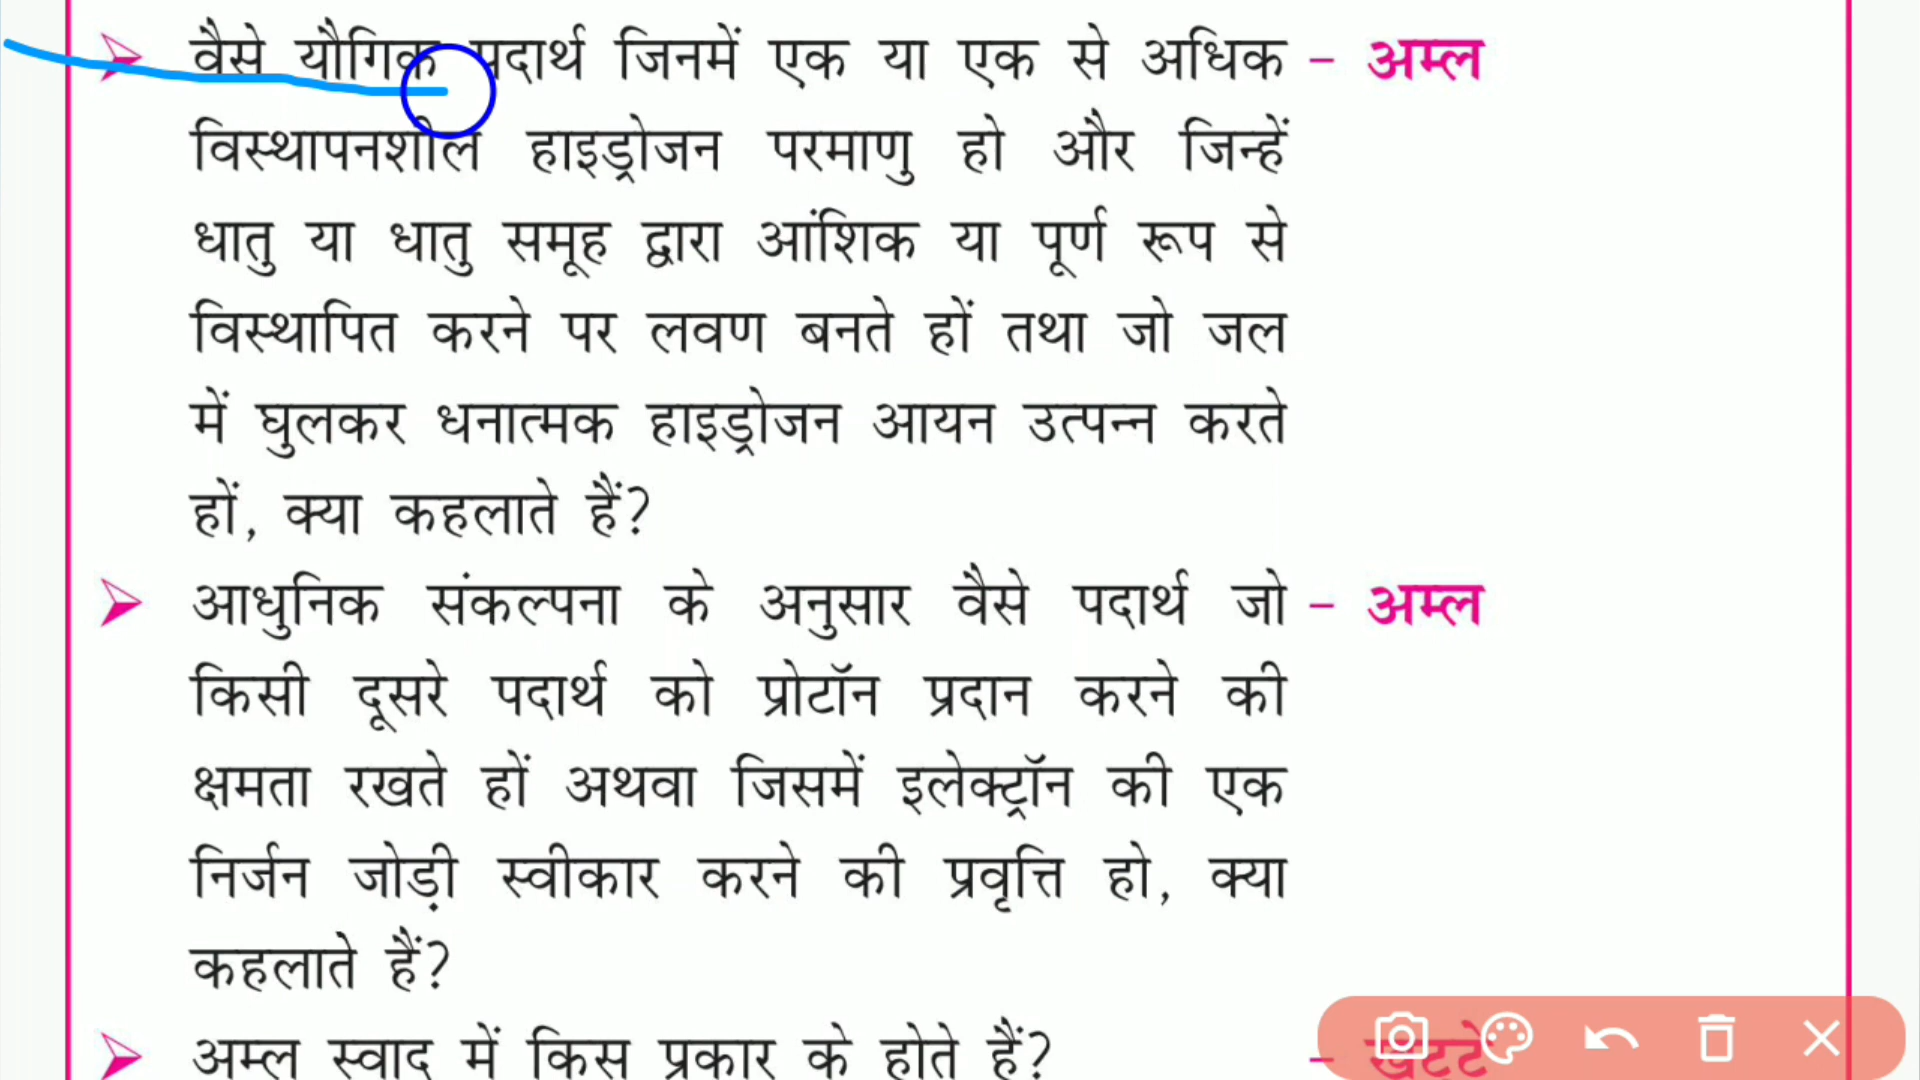 वैसे यौगिक पदार्थ जिनमें एक या एक से अधिक – अम्ल
विस्थापनशील हाइड्रोजन परमाणु हो और जिन्हें
धातु या धातु समूह द्वारा आंशिक या पूर्ण रूप से
विस्थापित करने पर लवण बनते हों तथा जो जल
में घुलकर धनात्मक हाइड्रोजन आयन उत्पन्न करते
हों, क्या कहलाते हैं?
आधुनिक संकल्पना के अनुसार वैसे पदार्थ जो – अम्ल
किसी दूसरे पदार्थ को प्रोटॉन प्रदान करने की
क्षमता रखते हों अथवा जिसमें इलेक्ट्रॉन की एक
निर्जन जोड़ी स्वीकार करने की प्रवृत्ति हो, क्या
कहलाते हैं?
अम्ल स्वाद में किस प्रकार के होते हैं? – खट्टे